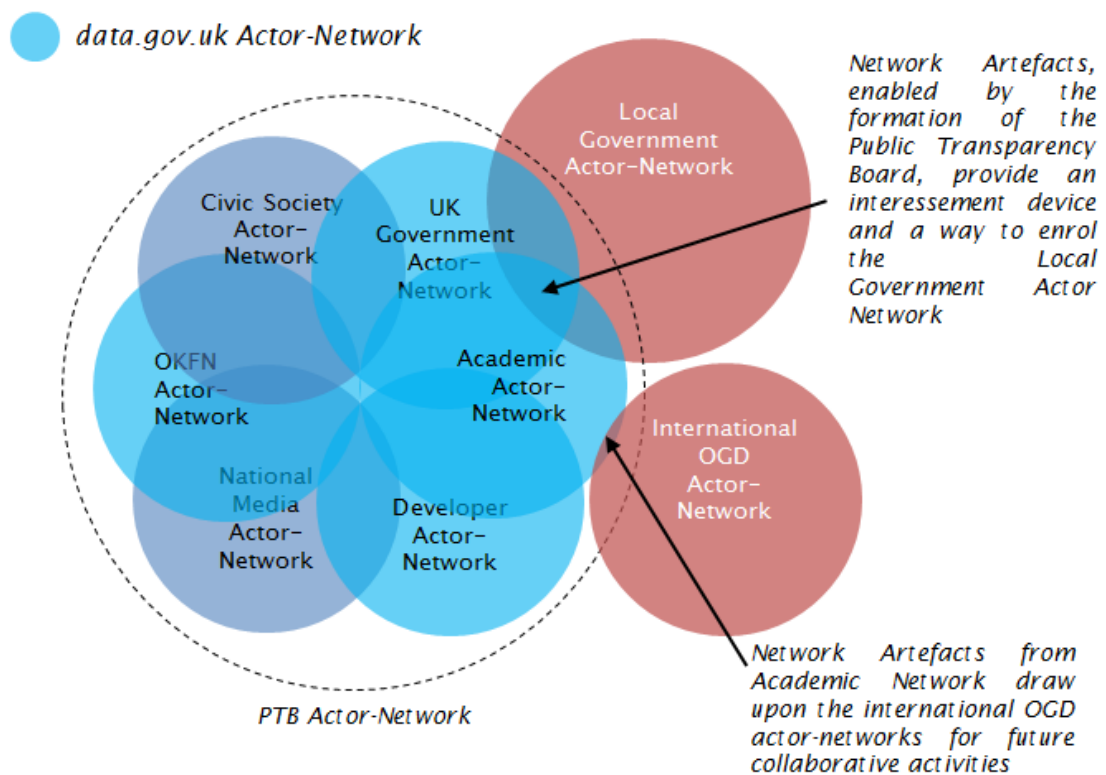 data.gov.uk Actor-Network
Local
Government
Actor-Network
Network Artefacts,
enabled by the
formation of the
Public Transparency
Board, provide an
interessement device
and a way to enrol
the Local
Government Actor
Network
Civic Society
Actor-
Network
UK
Government
Actor-
Network
OKFN
Actor-
Network
Academic
Actor-
Network
International
OGD
Actor-
Network
National
Media
Actor-
Network
Developer
Actor-
Network
PTB Actor-Network
Network Artefacts from
Academic Network draw
upon the international OGD
actor-networks for future
collaborative activities